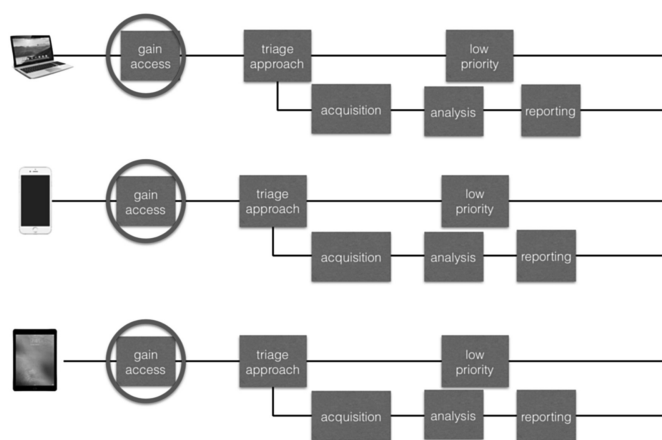 gain
access
triage
approach
low
priority
acquisition
analysis
reporting
gain
access
triage
approach
low
priority
acquisition
analysis
reporting
gain
access
triage
approach
low
priority
acquisition
analysis
reporting